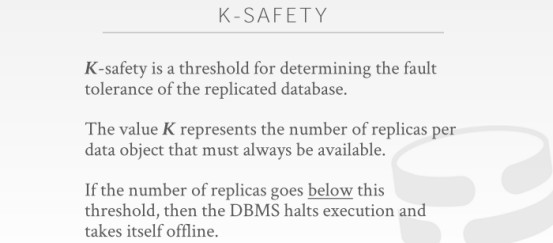 K-SAFETY
K-safety is a threshold for determining the fault
tolerance of the replicated database.
The value K represents the number of replicas per
data object that must always be available.
If the number of replicas goes below this
threshold, then the DBMS halts execution and
takes itself offline.